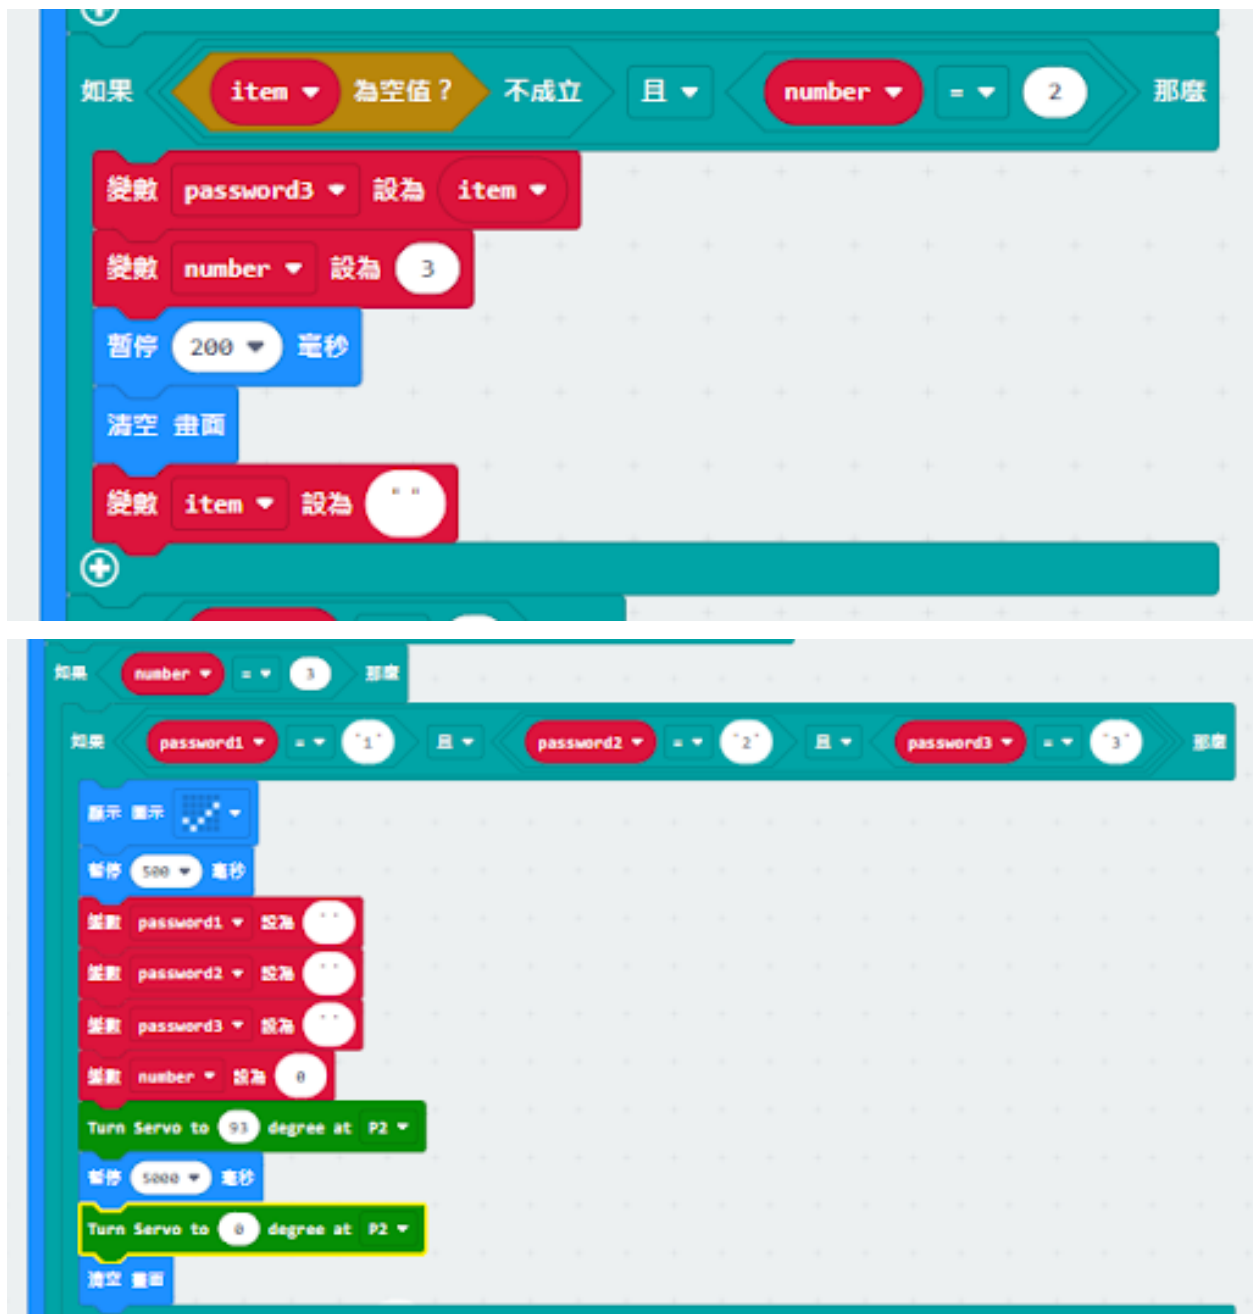 如果 item 為空值？ 不成立 且 number = 2 那麼
變數 password3 設為 item
變數 number 設為 3
暫停 200 毫秒
清空 畫面
變數 item 設為 " "
如果 number = 3 那麼
如果 password1 = "1" 且 password2 = "2" 且 password3 = "3" 那麼
顯示 圖示
暫停 500 毫秒
變數 password1 設為 " "
變數 password2 設為 " "
變數 password3 設為 " "
變數 number 設為 0
Turn Servo to 93 degree at P2
暫停 5000 毫秒
Turn Servo to 0 degree at P2
清空 畫面